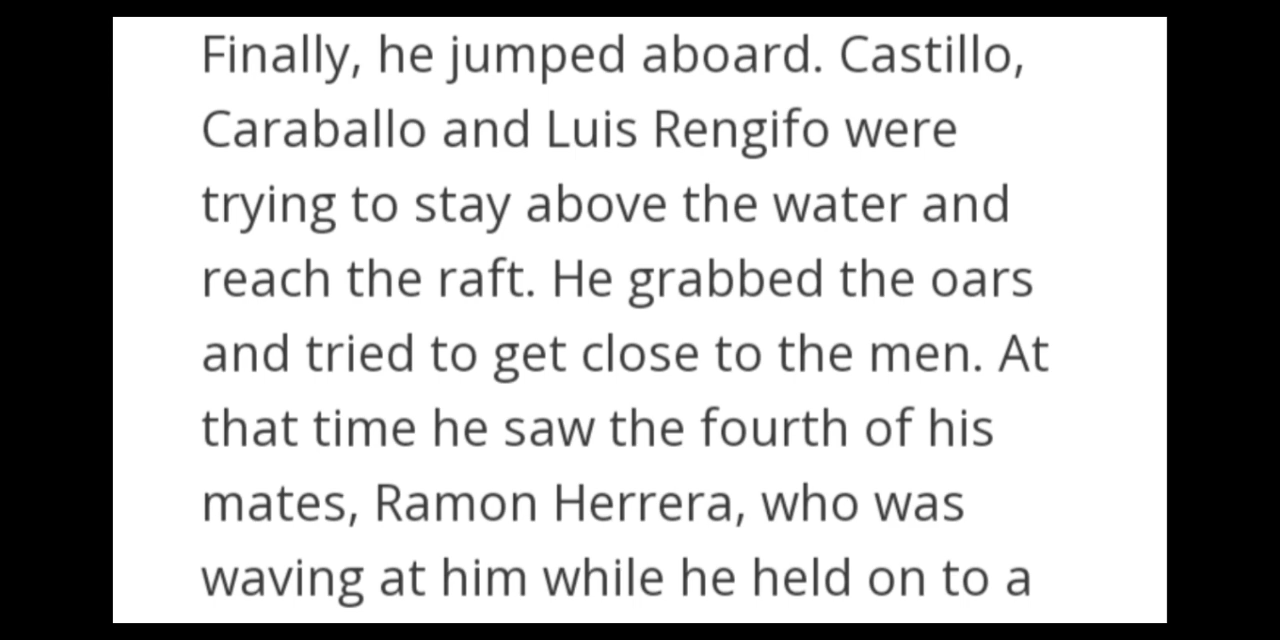 Finally, he jumped aboard. Castillo,
Caraballo and Luis Rengifo were
trying to stay above the water and
reach the raft. He grabbed the oars
and tried to get close to the men. At
that time he saw the fourth of his
mates, Ramon Herrera, who was
waving at him while he held on to a